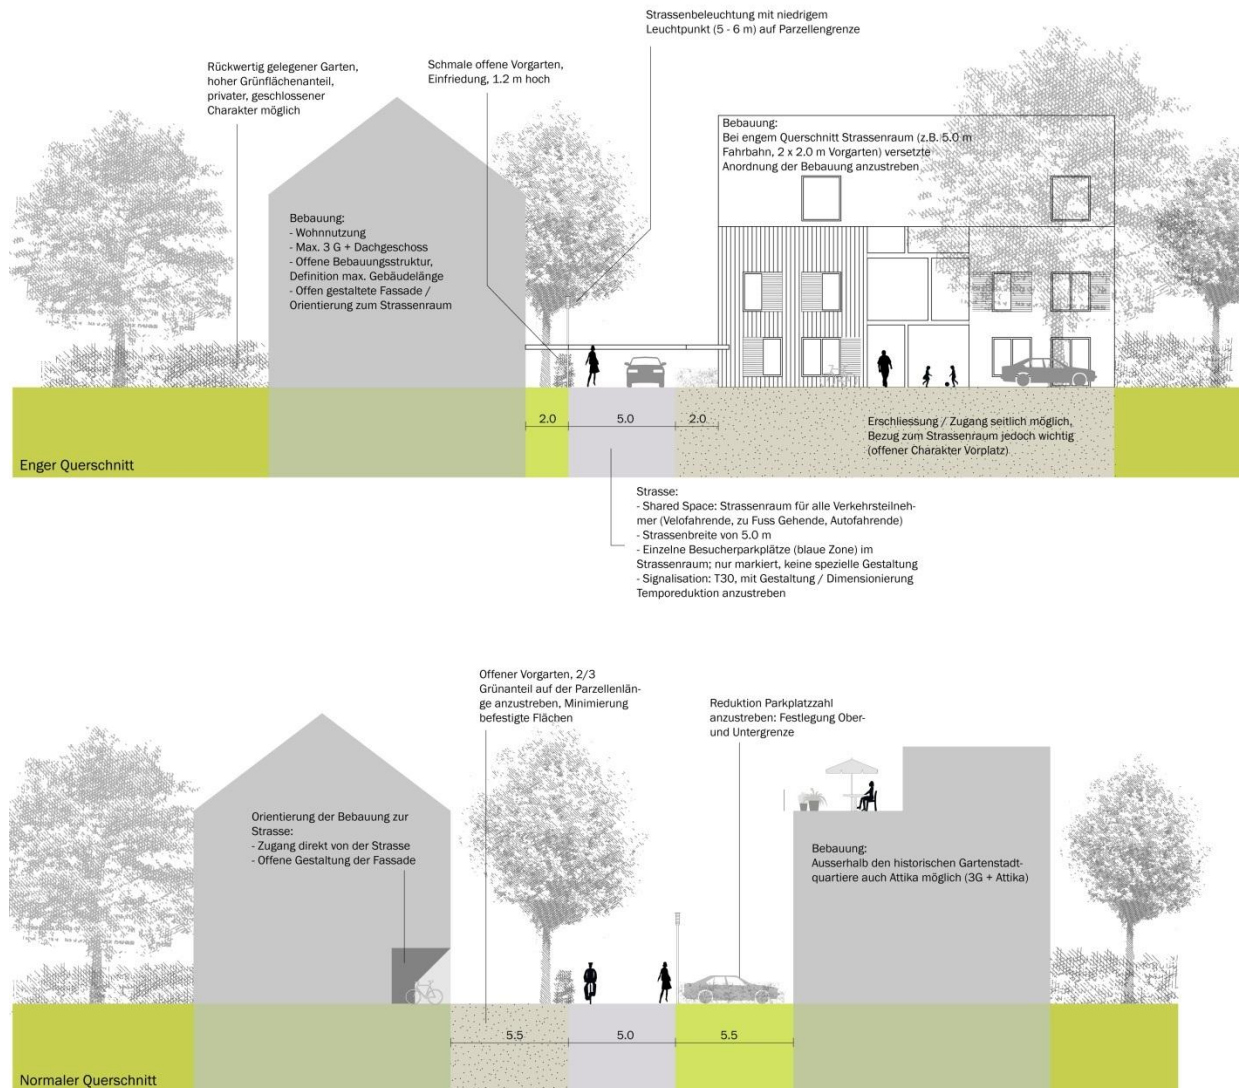 Strassenbeleuchtung mit niedrigem
Leuchtpunkt (5 - 6 m) auf Parzellengrenze
Rückwertig gelegener Garten,
hoher Grünflächenanteil,
privater, geschlossener
Charakter möglich
Schmale offene Vorgarten,
Einfriedung, 1.2 m hoch
Bebauung:
Bei engem Querschnitt Strassenraum (z.B. 5.0 m
Fahrbahn, 2 x 2.0 m Vorgarten) versetzte
Anordnung der Bebauung anzustreben
Bebauung:
- Wohnnutzung
- Max. 3 G + Dachgeschoss
- Offene Bebauungsstruktur,
Definition max. Gebäudelänge
- Offen gestaltete Fassade /
Orientierung zum Strassenraum
2.0 5.0 2.0
Erschliessung / Zugang seitlich möglich,
Bezug zum Strassenraum jedoch wichtig
(offener Charakter Vorplatz)
Enger Querschnitt
Strasse:
- Shared Space: Strassenraum für alle Verkehrsteilneh-
mer (Velofahrende, zu Fuss Gehende, Autofahrende)
- Strassenbreite von 5.0 m
- Einzelne Besucherparkplätze (blaue Zone) im
Strassenraum; nur markiert, keine spezielle Gestaltung
- Signalisation: T30, mit Gestaltung / Dimensionierung
Temporeduktion anzustreben
Offener Vorgarten, 2/3
Grünanteil auf der Parzellenlän-
ge anzustreben, Minimierung
befestigte Flächen
Reduktion Parkplatzzahl
anzustreben: Festlegung Ober-
und Untergrenze
Orientierung der Bebauung zur
Strasse:
- Zugang direkt von der Strasse
- Offene Gestaltung der Fassade
Bebauung:
Ausserhalb den historischen Gartenstadt-
quartiere auch Attika möglich (3G + Attika)
5.5 5.0 5.5
Normaler Querschnitt